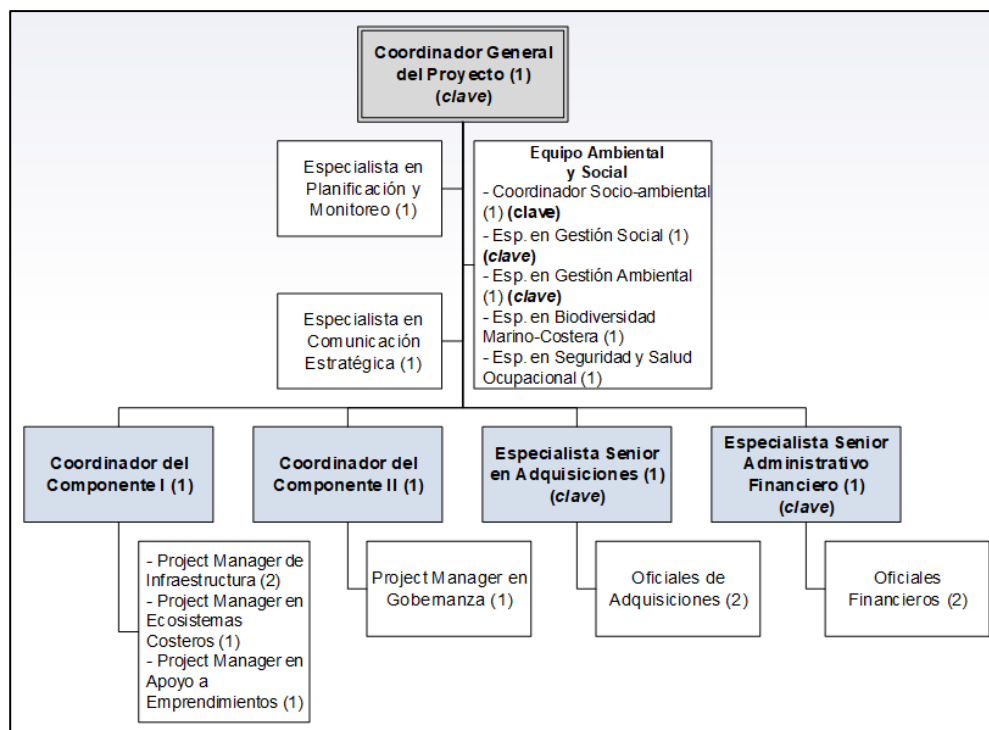 Coordinador General
del Proyecto (1)
(clave)
Especialista en
Planificación y
Monitoreo (1)
Equipo Ambiental
y Social
- Coordinador Socio-ambiental
(1) (clave)
- Esp. en Gestión Social (1)
(clave)
- Esp. en Gestión Ambiental
(1) (clave)
- Esp. en Biodiversidad
Marino-Costera (1)
- Esp. en Seguridad y Salud
Ocupacional (1)
Especialista en
Comunicación
Estratégica (1)
Coordinador del
Componente I (1)
Coordinador del
Componente II (1)
Especialista Senior
en Adquisiciones (1)
(clave)
Especialista Senior
Administrativo
Financiero (1)
(clave)
- Project Manager de
Infraestructura (2)
- Project Manager en
Ecosistemas
Costeros (1)
- Project Manager en
Apoyo a
Emprendimientos (1)
Project Manager en
Gobernanza (1)
Oficiales de
Adquisiciones (2)
Oficiales
Financieros (2)